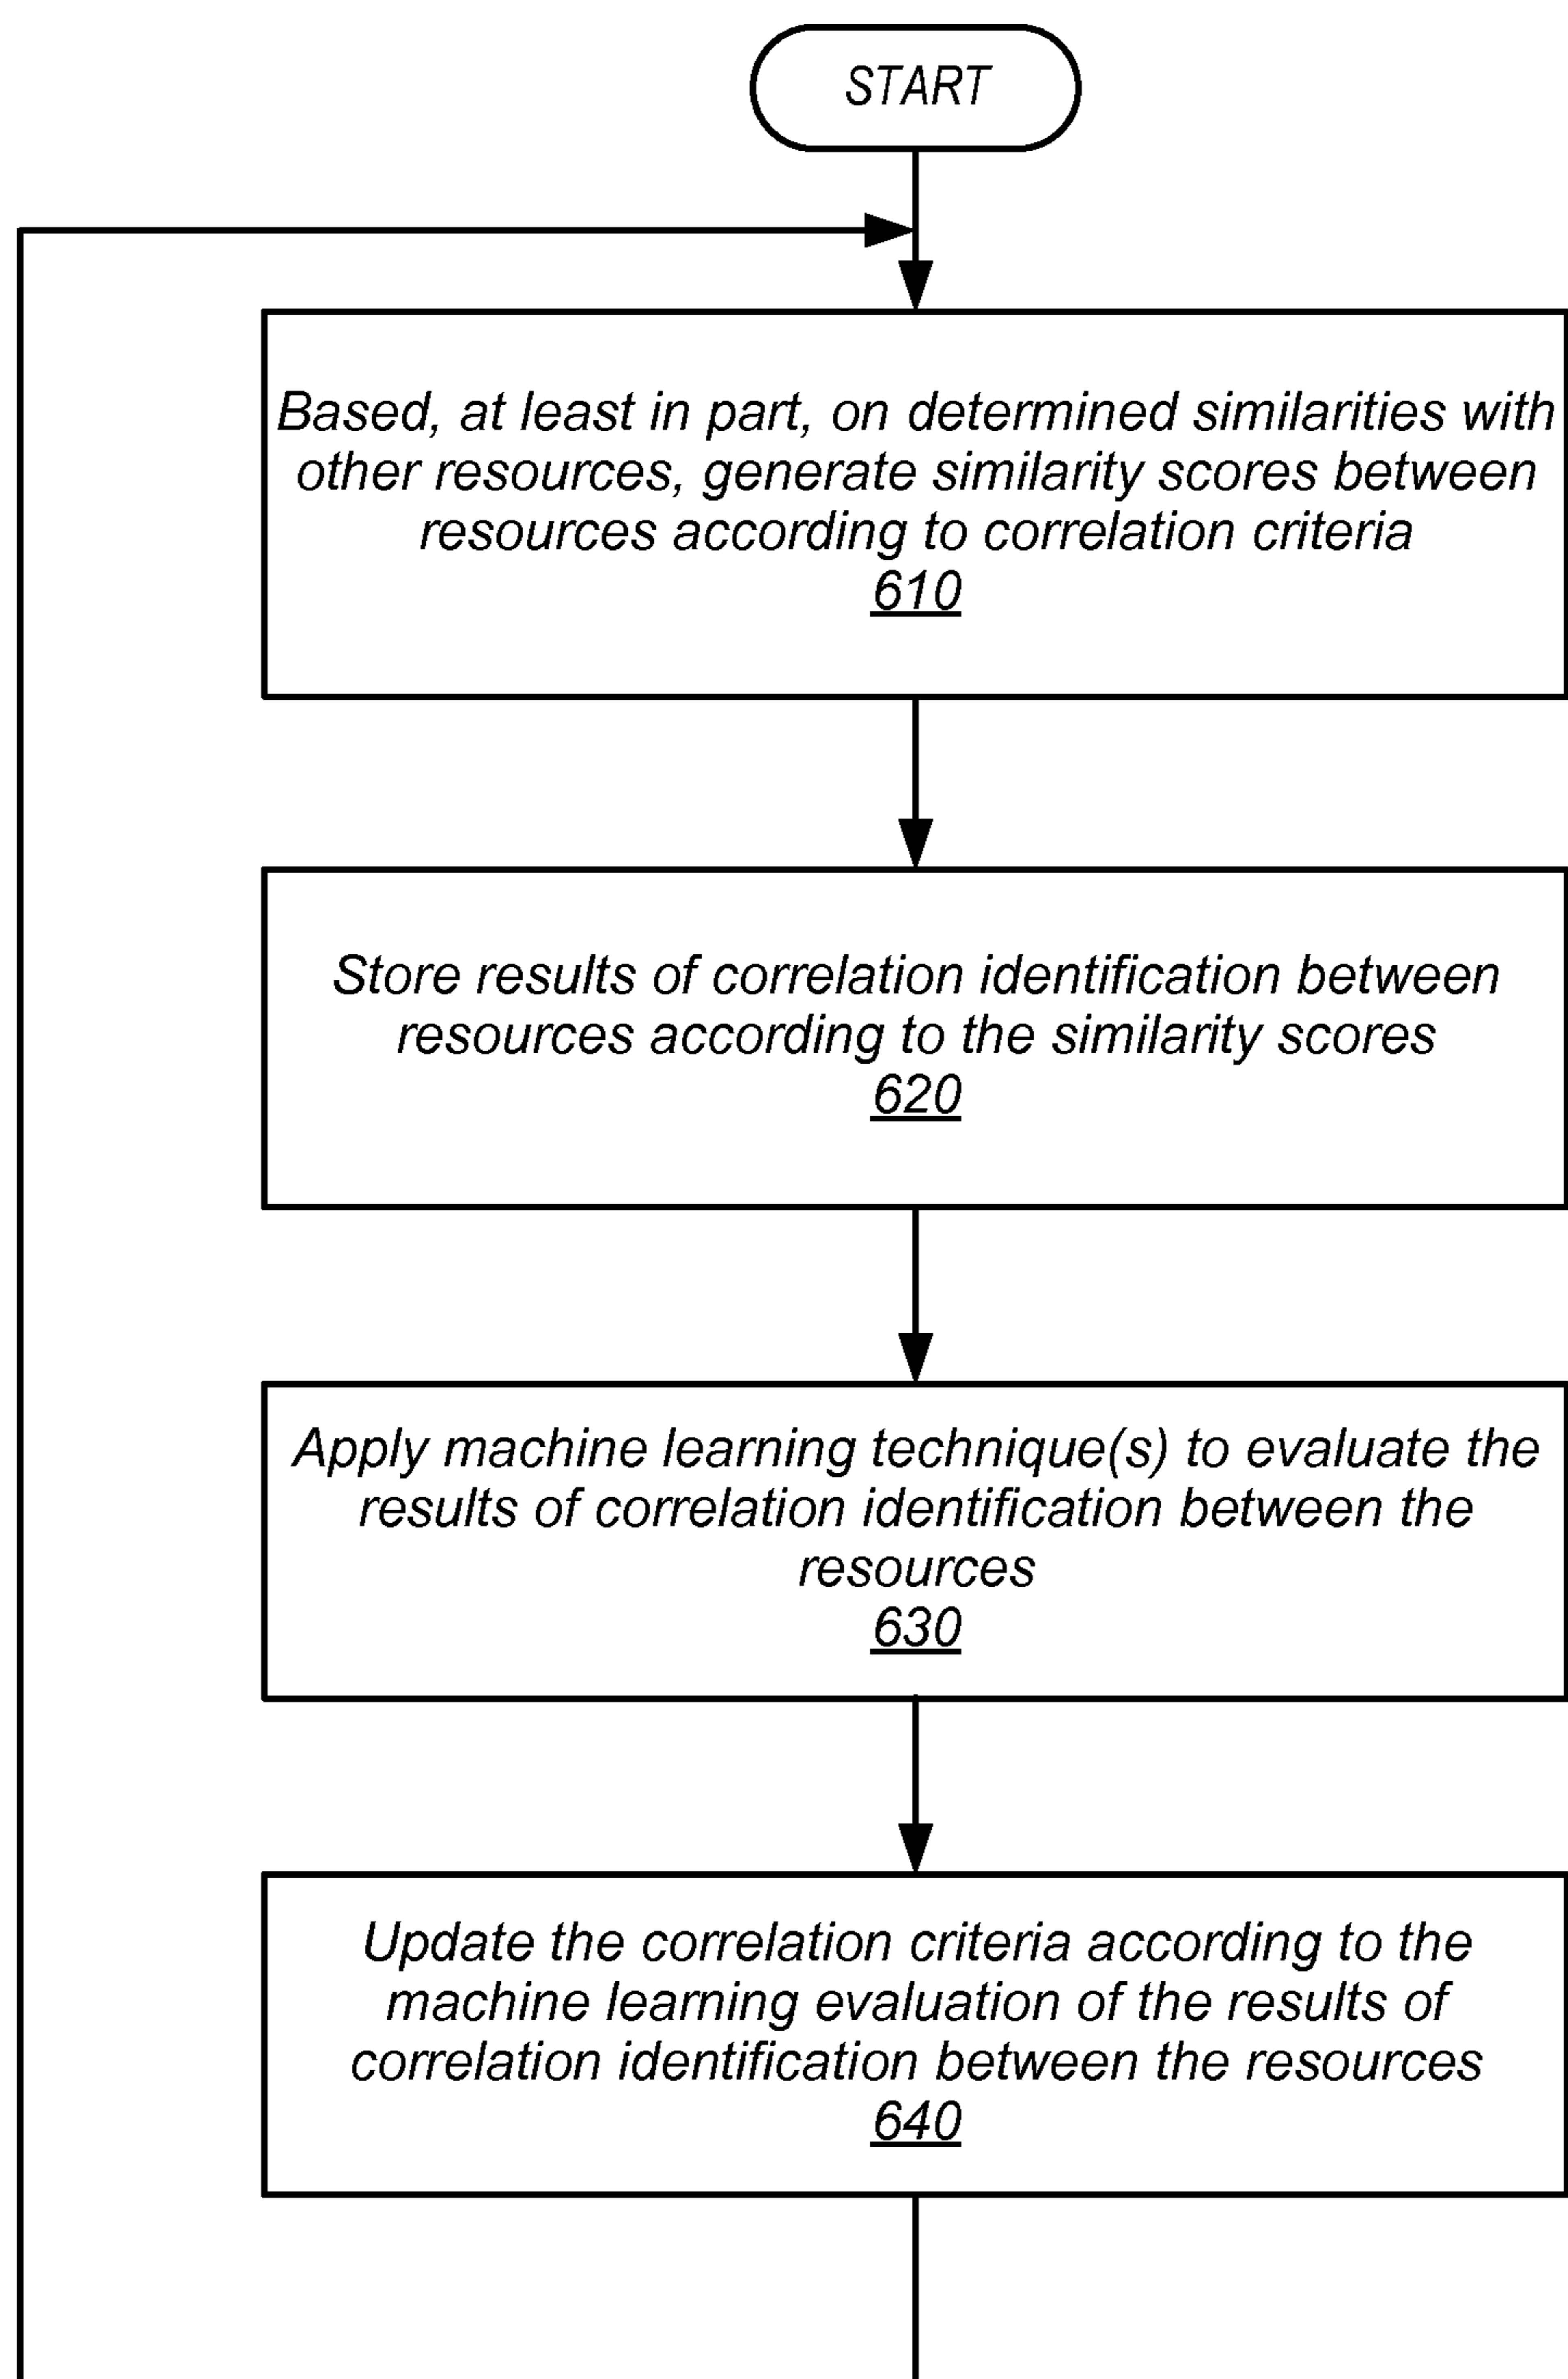 START
Based, at least in part, on determined similarities with
other resources, generate similarity scores between
resources according to correlation criteria
610
Store results of correlation identification between
resources according to the similarity scores
620
Apply machine learning technique(s) to evaluate the
results of correlation identification between the
resources
630
Update the correlation criteria according to the
machine learning evaluation of the results of
correlation identification between the resources
640